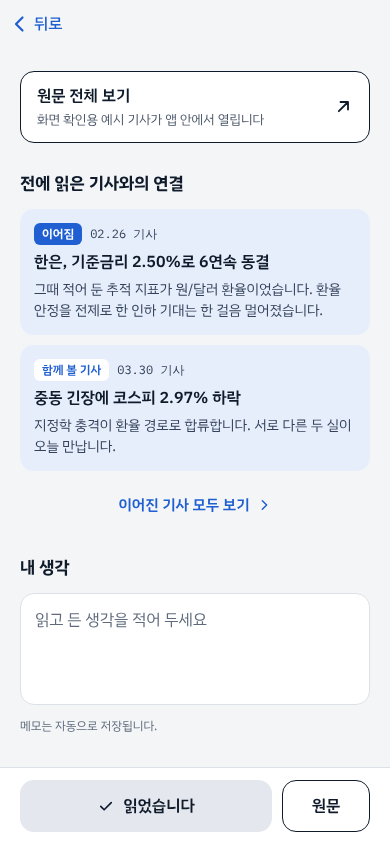 뒤로
원문 전체 보기
화면 확인용 예시 기사가 앱 안에서 열립니다
전에 읽은 기사와의 연결
이어짐 02.26 기사
한은, 기준금리 2.50%로 6연속 동결
그때 적어 둔 추적 지표가 원/달러 환율이었습니다. 환율
안정을 전제로 한 인하 기대는 한 걸음 멀어졌습니다.
함께 볼 기사 03.30 기사
중동 긴장에 코스피 2.97% 하락
지정학 충격이 환율 경로로 합류합니다. 서로 다른 두 실이
오늘 만납니다.
이어진 기사 모두 보기
내 생각
읽고 든 생각을 적어 두세요
메모는 자동으로 저장됩니다.
읽었습니다
원문